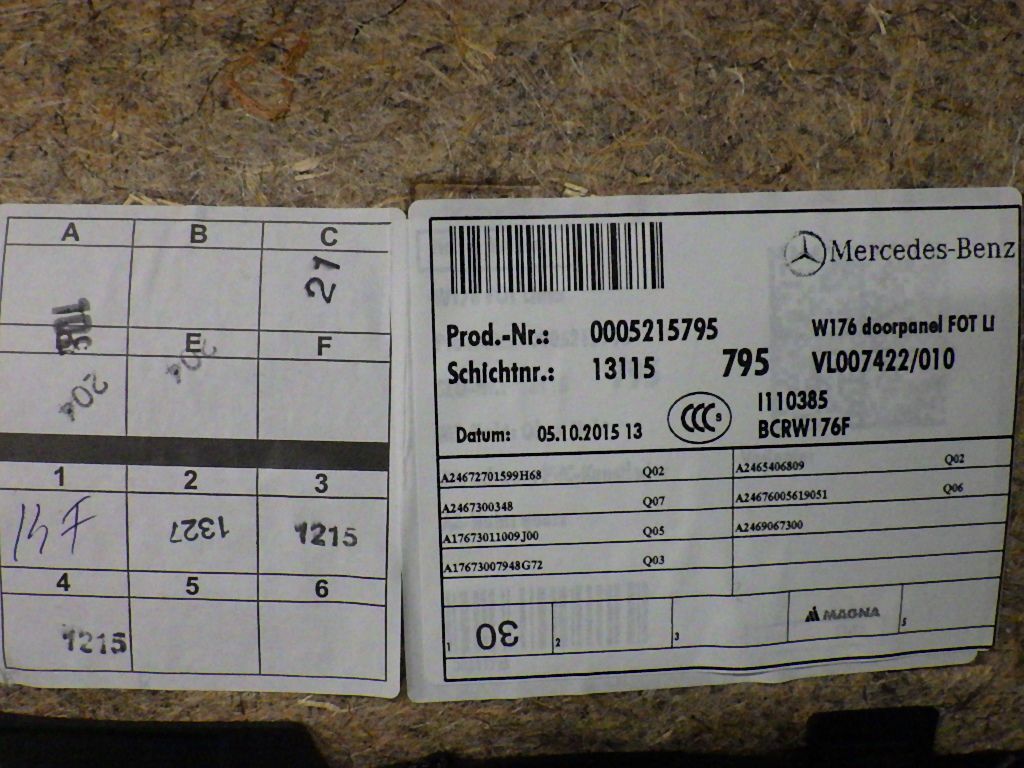 A B C
21
E F
204
204
1 2 3
1327
1215
4 5 6
1215
Mercedes-Benz
Prod.-Nr.: 0005215795 W176 doorpanel FOT LI
Schichtnr.: 13115 795 VL007422/010
CCC S I110385
Datum: 05.10.2015 13 BCRW176F
A24672701599H68 Q02 A2465406809 Q02
A2467300348 Q07 A24676005619051 Q06
A17673011009J00 Q05 A2469067300
A17673007948G72 Q03
1 30 2 3 MAGNA 5